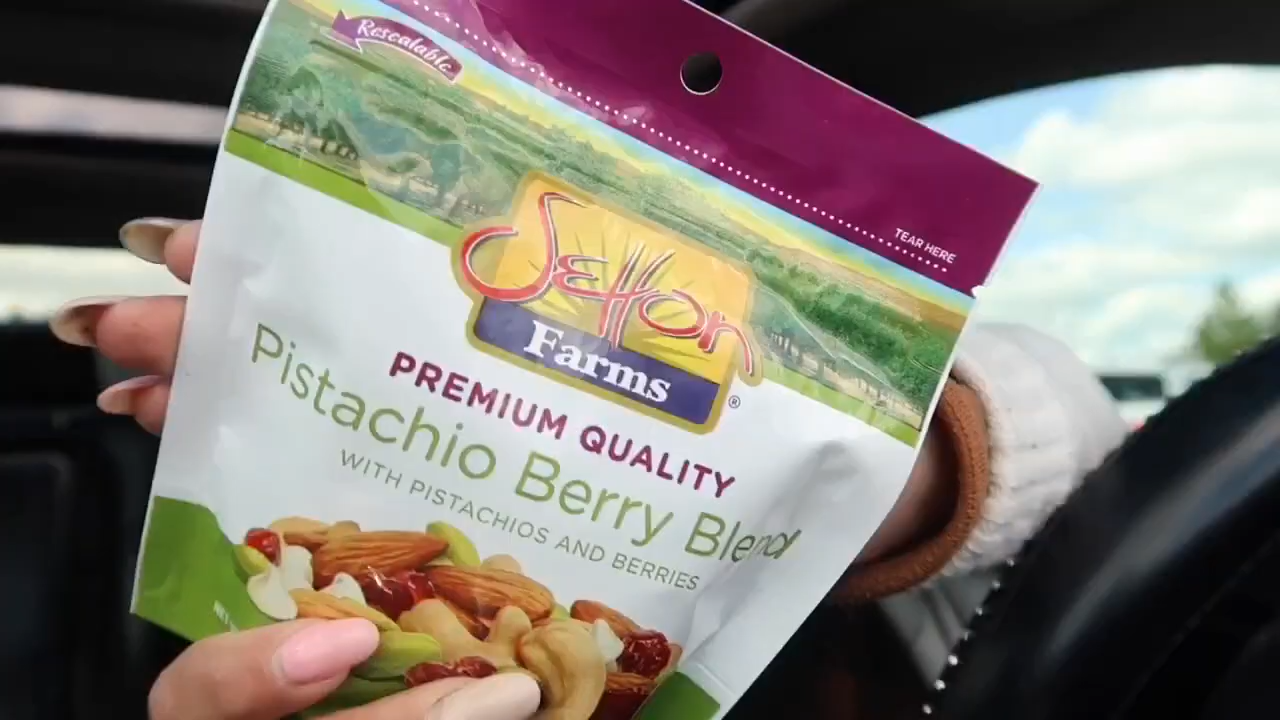 Resealable
TEAR HERE
Setton
Farms
®
PREMIUM QUALITY
Pistachio Berry Blend
WITH PISTACHIOS AND BERRIES